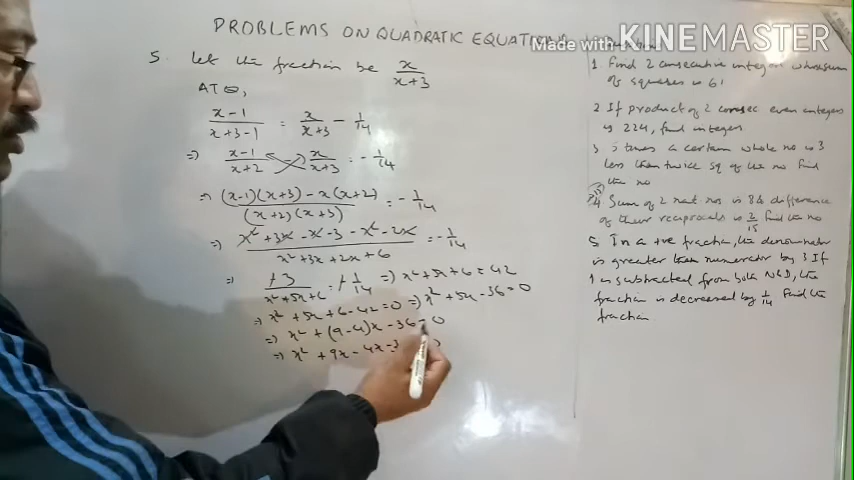 PROBLEMS ON QUADRATIC EQUATIONS
Made with KINEMASTER
5. Let the fraction be x/(x+3)
ATQ,
(x-1)/(x+3-1) = x/(x+3) - 1/14
=) (x-1)/(x+2) x/(x+3) = - 1/14
=) ((x-1)(x+3) - x(x+2))/((x+2)(x+3)) = - 1/14
=) (x² + 3x - x - 3 - x² - 2x)/(x² + 3x + 2x + 6) = - 1/14
=) -3/(x²+5x+6) = - 1/14 =) x² + 5x + 6 = 42
=) x² + 5x + 6 - 42 = 0 =) x² + 5x - 36 = 0
=) x² + (9-4)x - 36 = 0
=) x² + 9x - 4x - 3
1 Find 2 consecutive integers whose sum
of squares is 61
2 If product of 2 consec even integers
is 224, find integers
3 5 times a certain whole no is 3
less than twice sq of the no find
the no
4 Sum of 2 nat nos is 8 & difference
of their reciprocals is 2/15 find the no
5 In a +ve fraction, the denominator
is greater than numerator by 3 If
1 is subtracted from both N & D, the
fraction is decreased by 1/14 Find the
fraction